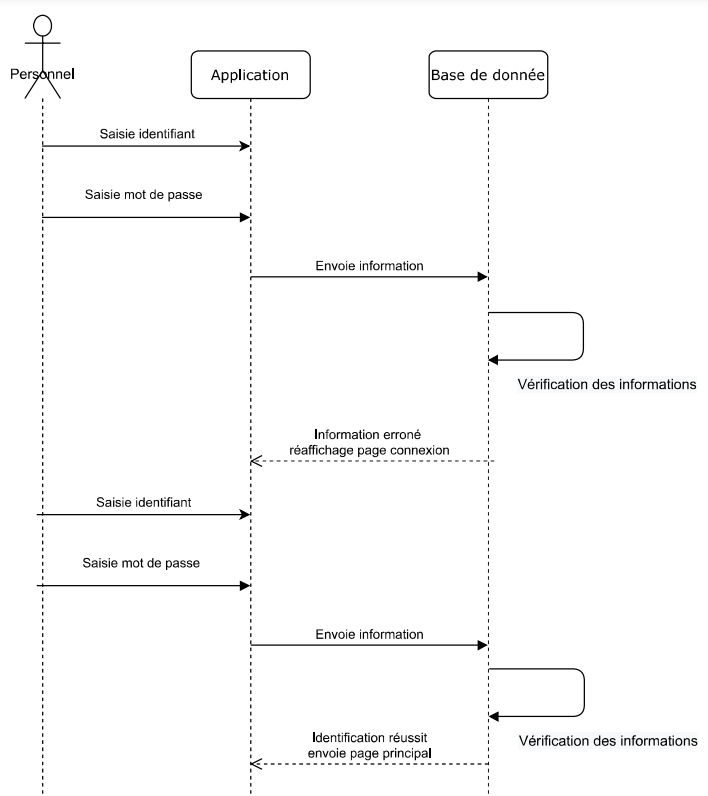 Personnel
Application
Base de donnée
Saisie identifiant
Saisie mot de passe
Envoie information
Vérification des informations
Information erroné
réaffichage page connexion
Saisie identifiant
Saisie mot de passe
Envoie information
Vérification des informations
Identification réussit
envoie page principal